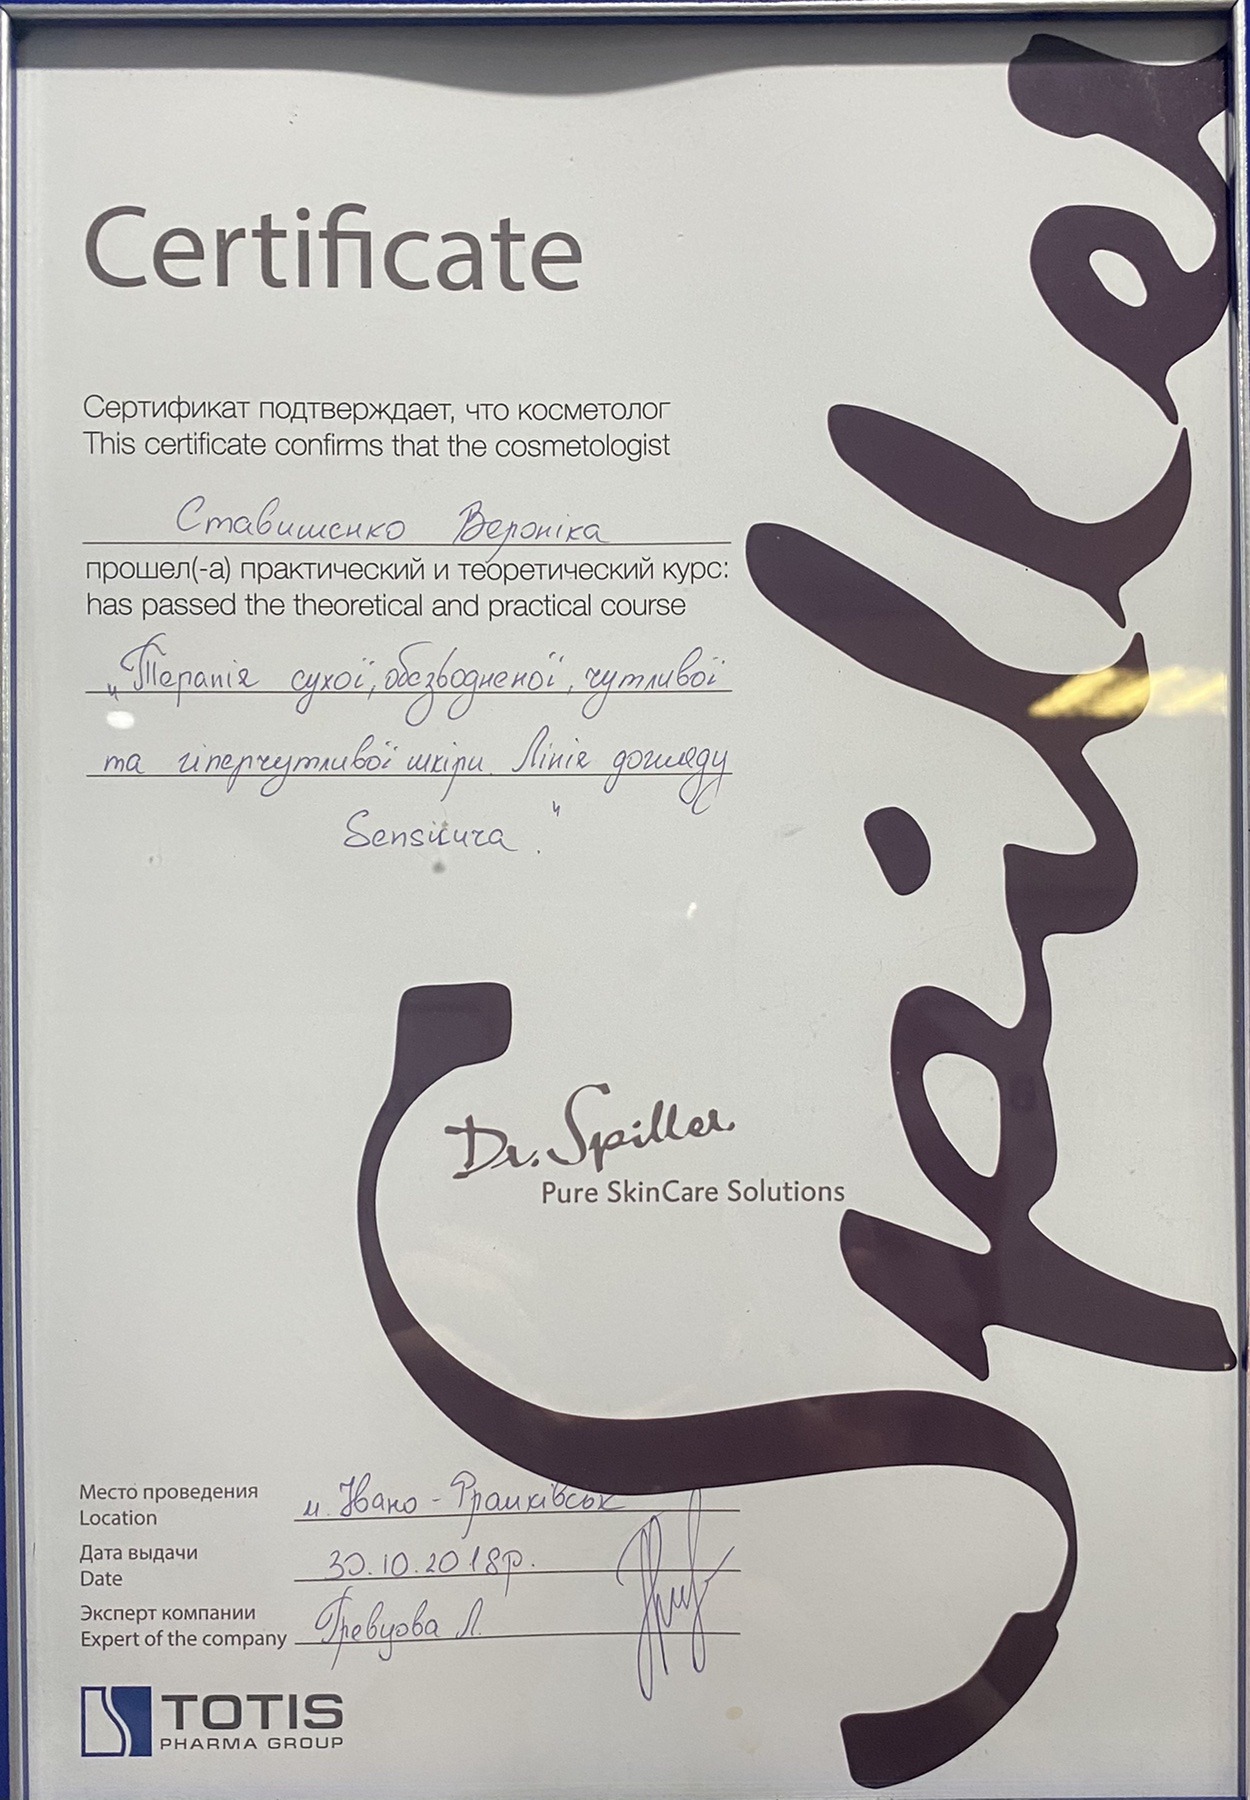 Certificate
Сертификат подтверждает, что косметолог
This certificate confirms that the cosmetologist
Ставишенко Вероніка
прошел(-а) практический и теоретический курс:
has passed the theoretical and practical course
„Терапія сухої, обезводненої, чутливої
та гіперчутливої шкіри. Лінія догляду
Sensicura".
Spiller
Dr. Spiller
Pure SkinCare Solutions
Место проведения
Location
м. Івано-Франківськ
Дата выдачи
Date
30.10.2018р.
Эксперт компании
Expert of the company
Л.
TOTIS
PHARMA GROUP